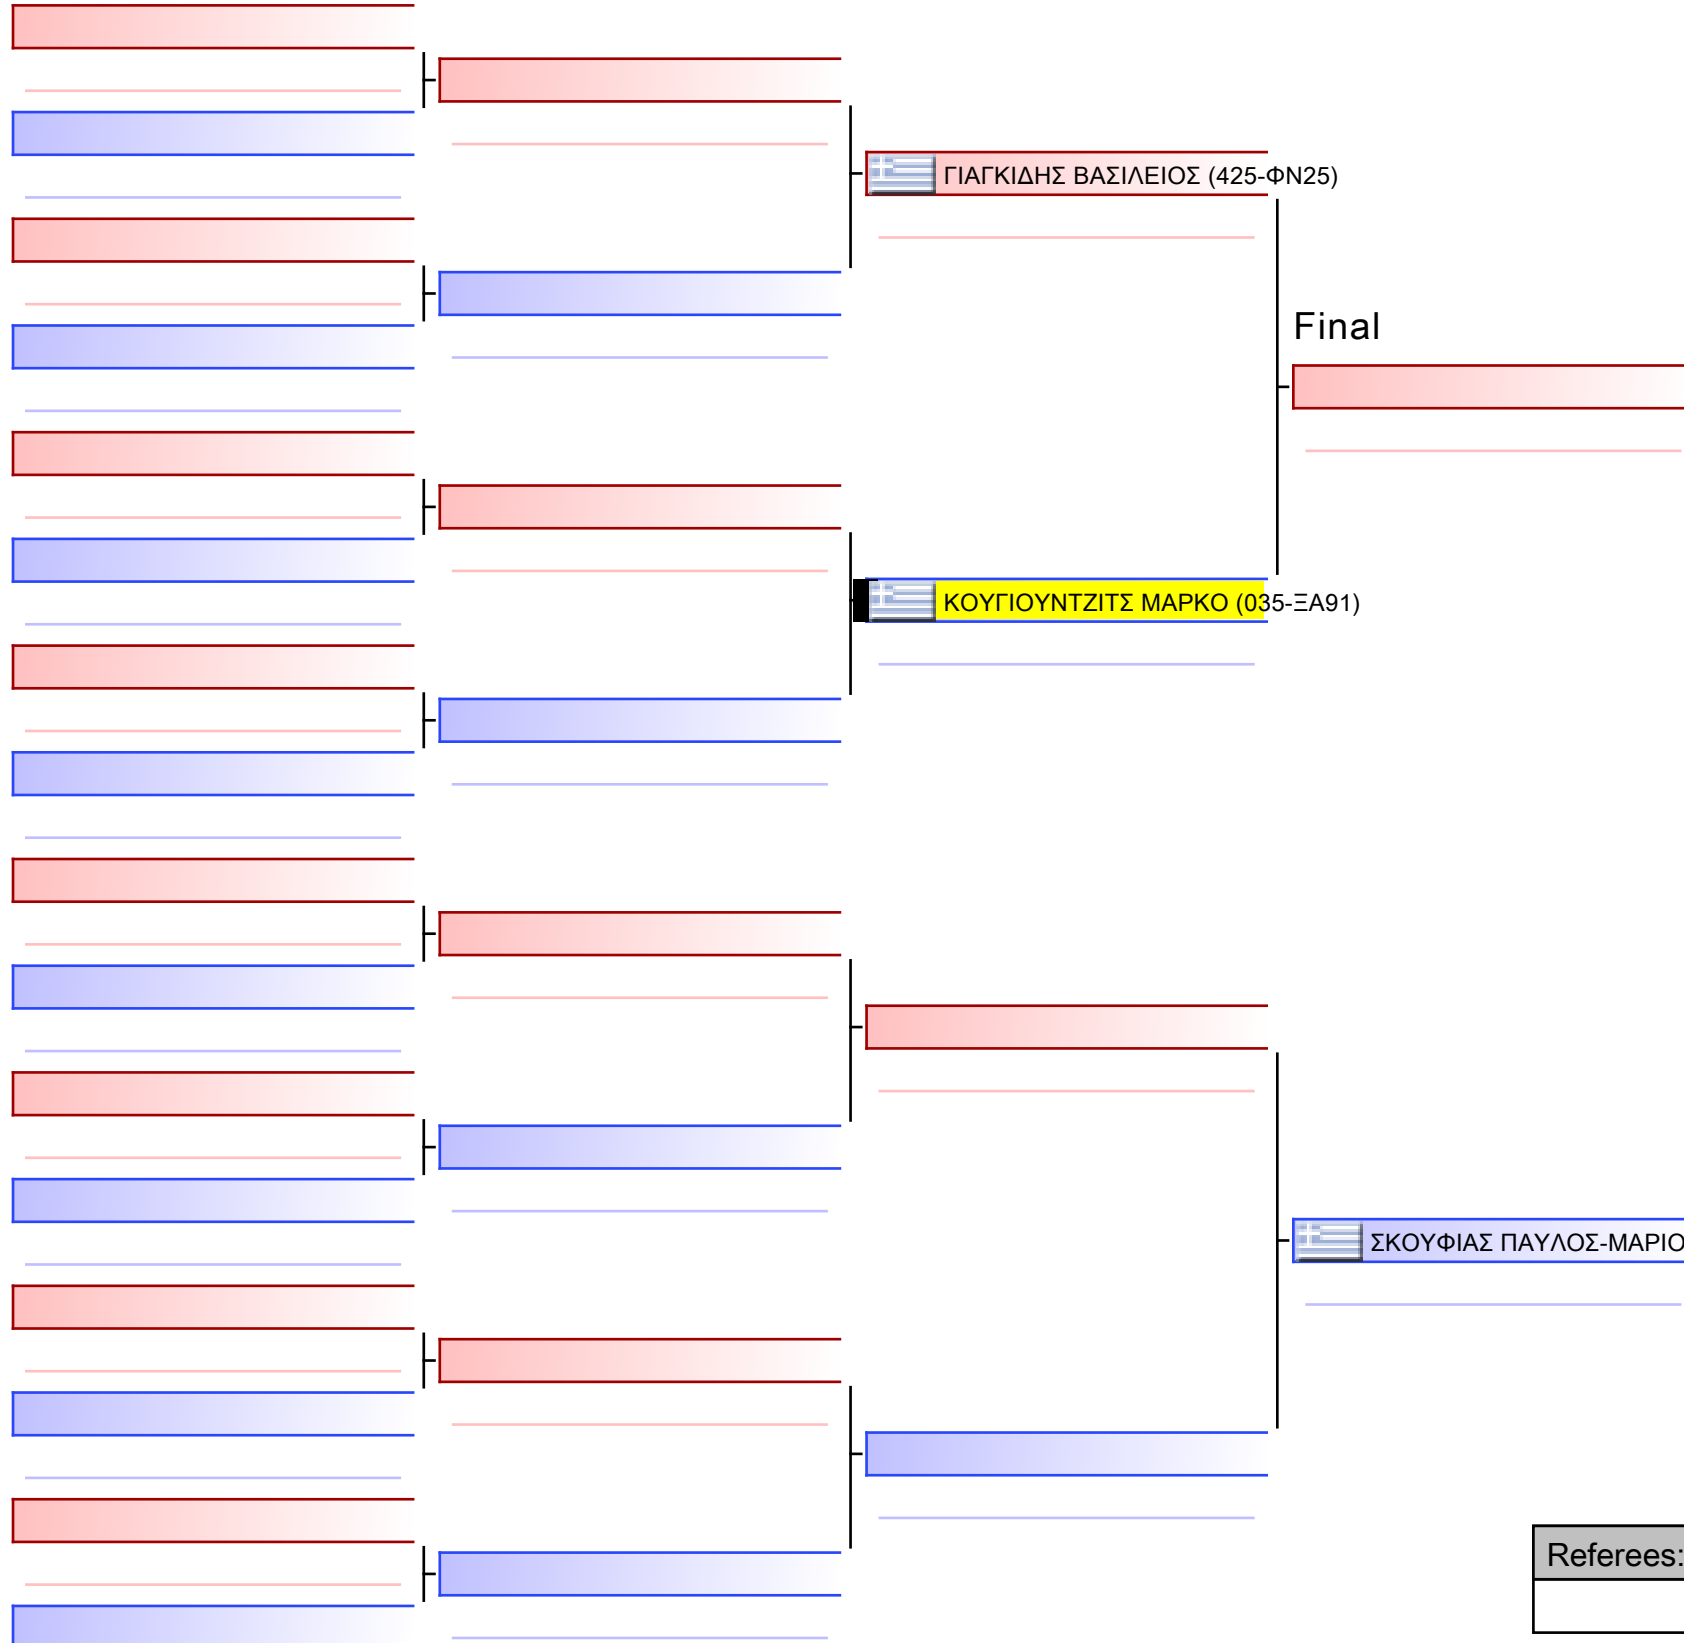 ΓΙΑΓΚΙΔΗΣ ΒΑΣΙΛΕΙΟΣ (425-ΦΝ25)
Final
ΚΟΥΓΙΟΥΝΤΖΙΤΣ ΜΑΡΚΟ (035-ΞΑ91)
ΣΚΟΥΦΙΑΣ ΠΑΥΛΟΣ-ΜΑΡΙΟ
Referees: